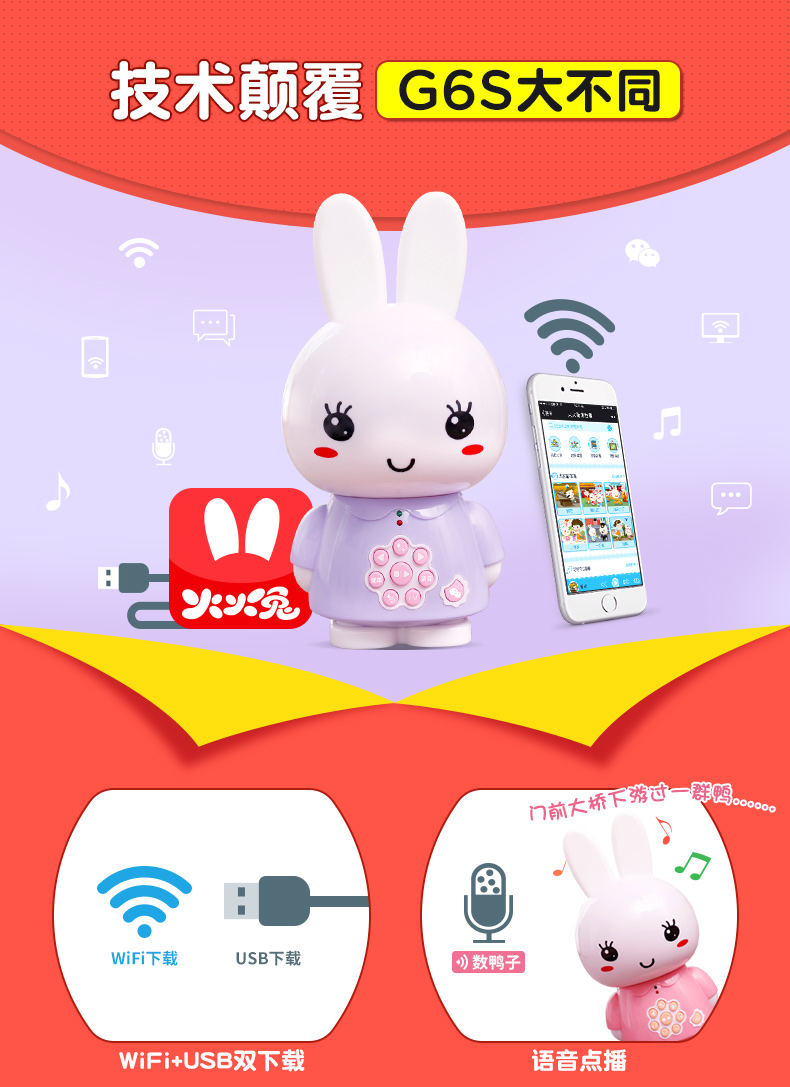 技术颠覆 G6S大不同
火火兔
门前大桥下游过一群鸭......
WiFi下载
USB下载
数鸭子
WiFi+USB双下载
语音点播